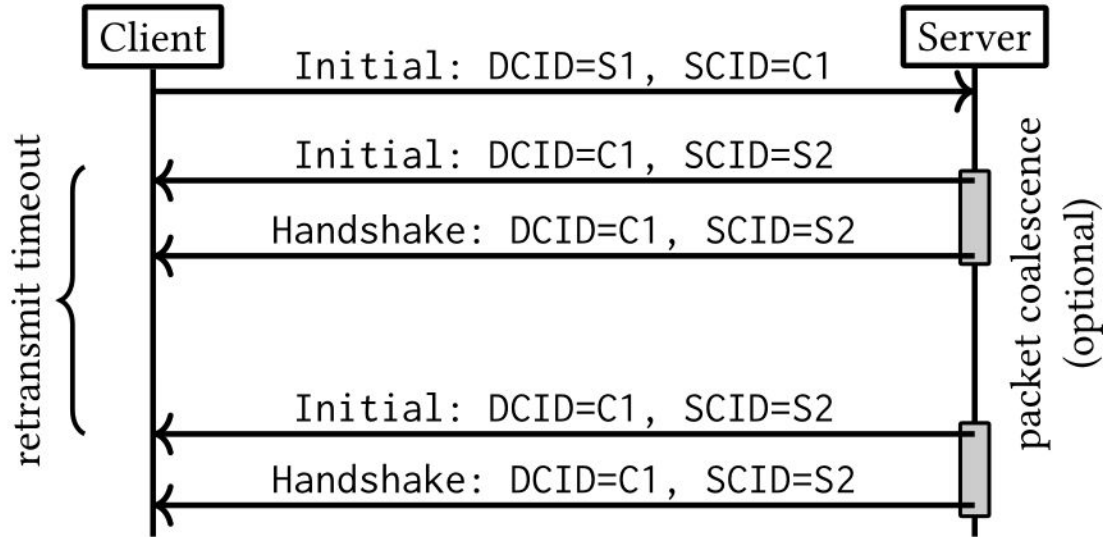 Client
Server
Initial: DCID=S1, SCID=C1
Initial: DCID=C1, SCID=S2
Handshake: DCID=C1, SCID=S2
Initial: DCID=C1, SCID=S2
Handshake: DCID=C1, SCID=S2
retransmit timeout
packet coalescence
(optional)